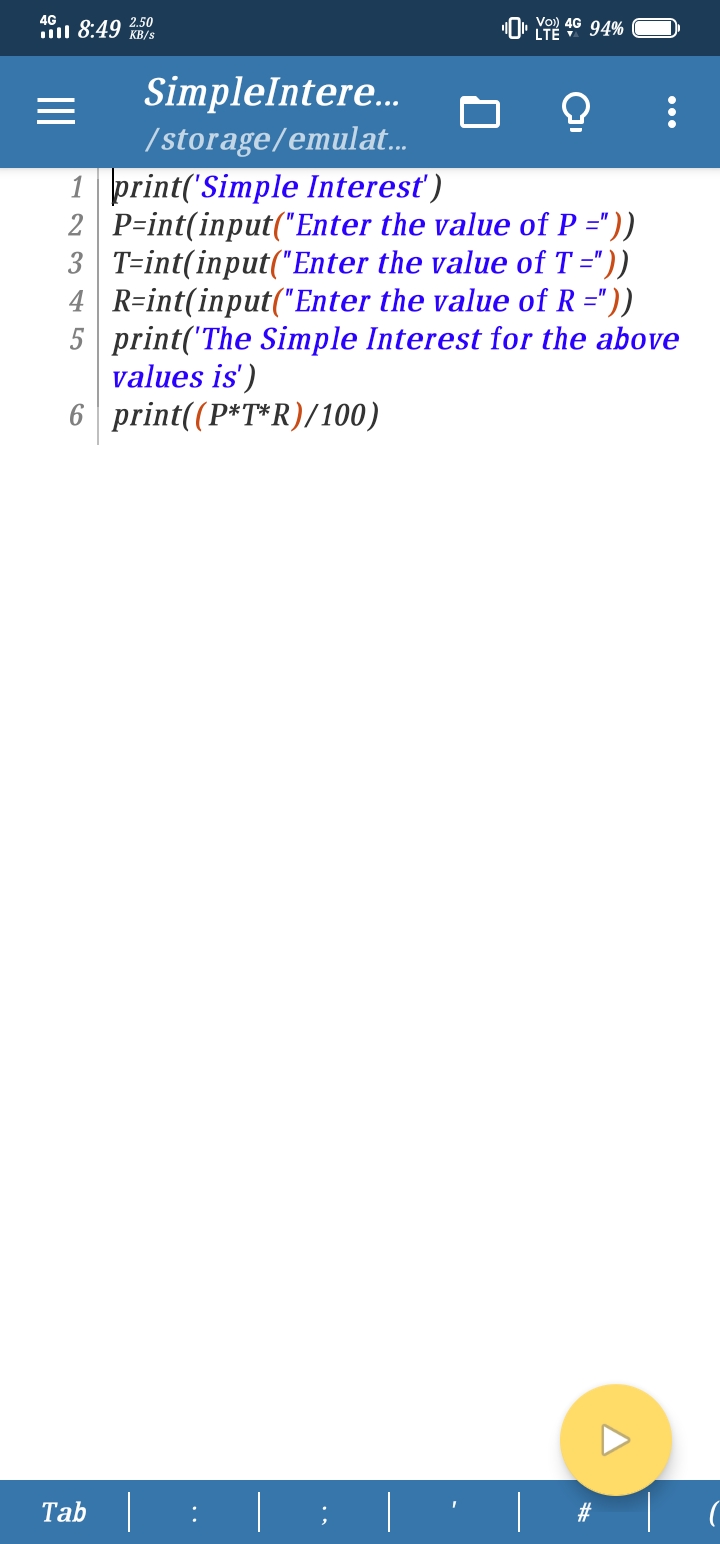 4G 8:49 2.50 KB/s Vo)) LTE 4G 94%
SimpleIntere...
/storage/emulat...
1 print('Simple Interest')
2 P=int(input("Enter the value of P ="))
3 T=int(input("Enter the value of T ="))
4 R=int(input("Enter the value of R ="))
5 print('The Simple Interest for the above
values is')
6 print((P*T*R)/100)
Tab : ; ' # (